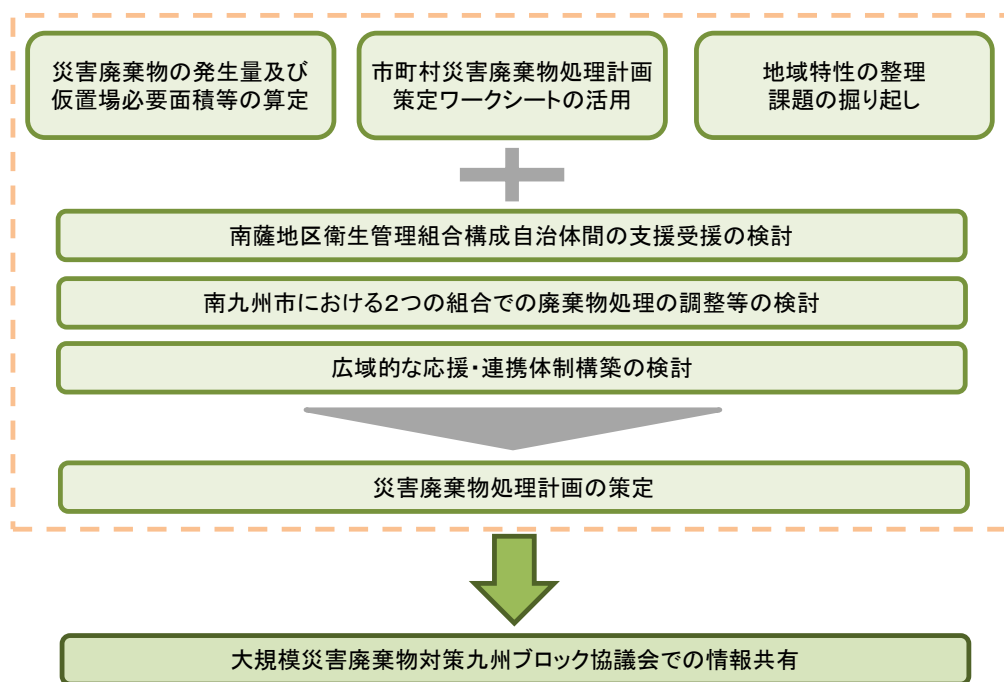 災害廃棄物の発生量及び
仮置場必要面積等の算定
市町村災害廃棄物処理計画
策定ワークシートの活用
地域特性の整理
課題の掘り起し
南薩地区衛生管理組合構成自治体間の支援受援の検討
南九州市における2つの組合での廃棄物処理の調整等の検討
広域的な応援・連携体制構築の検討
災害廃棄物処理計画の策定
大規模災害廃棄物対策九州ブロック協議会での情報共有